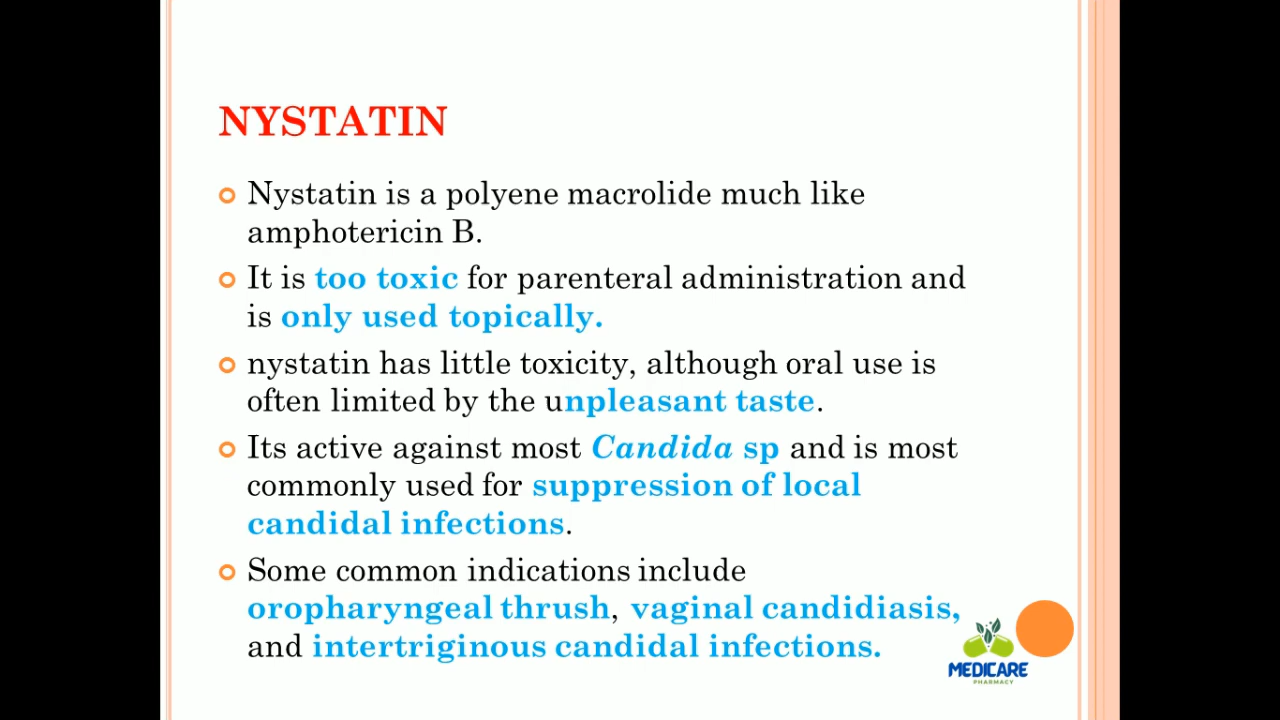 NYSTATIN
Nystatin is a polyene macrolide much like
amphotericin B.
It is too toxic for parenteral administration and
is only used topically.
nystatin has little toxicity, although oral use is
often limited by the unpleasant taste.
Its active against most Candida sp and is most
commonly used for suppression of local
candidal infections.
Some common indications include
oropharyngeal thrush, vaginal candidiasis,
and intertriginous candidal infections.
MEDICARE
PHARMACY